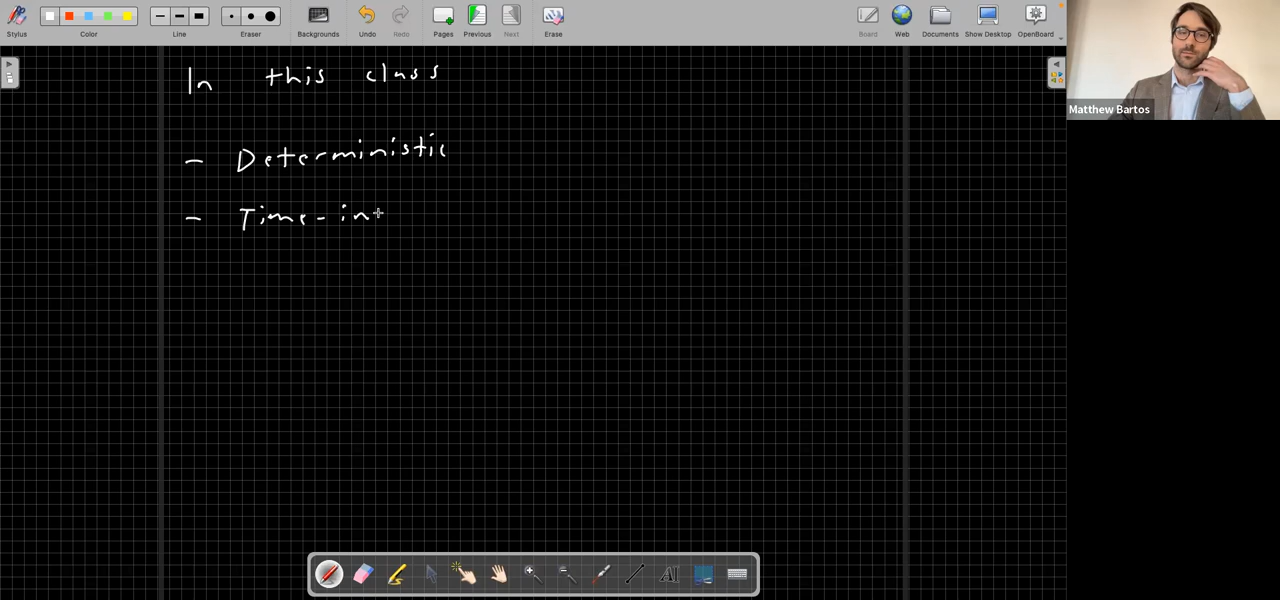 Stylus
Color
Line
Eraser
Backgrounds
Undo
Redo
Pages
Previous
Next
Erase
Board
Web
Documents
Show Desktop
OpenBoard
Matthew Bartos
In this class
- Deterministic
- Time-in
AI